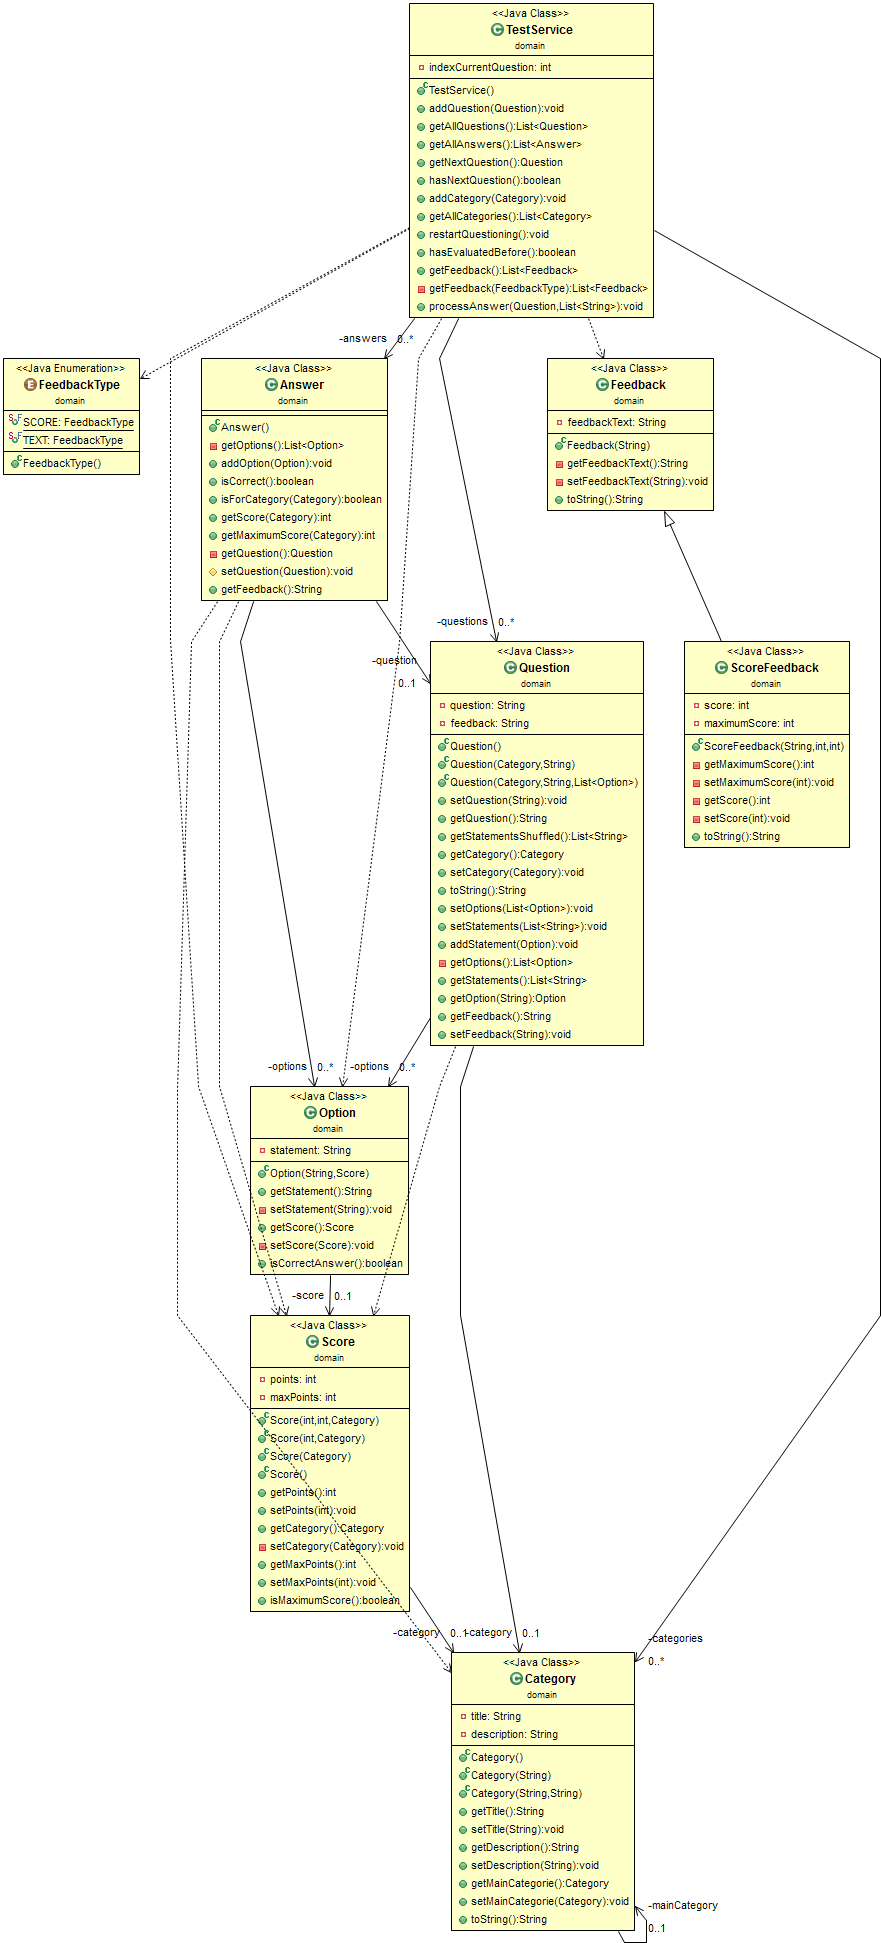 <<Java Class>>
TestService
domain
indexCurrentQuestion: int
TestService()
addQuestion(Question):void
getAllQuestions():List<Question>
getAllAnswers():List<Answer>
getNextQuestion():Question
hasNextQuestion():boolean
addCategory(Category):void
getAllCategories():List<Category>
restartQuestioning():void
hasEvaluatedBefore():boolean
getFeedback():List<Feedback>
getFeedback(FeedbackType):List<Feedback>
processAnswer(Question,List<String>):void
-answers 0..*
<<Java Enumeration>>
FeedbackType
domain
SCORE: FeedbackType
TEXT: FeedbackType
FeedbackType()
<<Java Class>>
Answer
domain
Answer()
getOptions():List<Option>
addOption(Option):void
isCorrect():boolean
isForCategory(Category):boolean
getScore(Category):int
getMaximumScore(Category):int
getQuestion():Question
setQuestion(Question):void
getFeedback():String
<<Java Class>>
Feedback
domain
feedbackText: String
Feedback(String)
getFeedbackText():String
setFeedbackText(String):void
toString():String
-questions 0..*
-question
0..1
<<Java Class>>
Question
domain
question: String
feedback: String
Question()
Question(Category,String)
Question(Category,String,List<Option>)
setQuestion(String):void
getQuestion():String
getStatementsShuffled():List<String>
getCategory():Category
setCategory(Category):void
toString():String
setOptions(List<Option>):void
setStatements(List<String>):void
addStatement(Option):void
getOptions():List<Option>
getStatements():List<String>
getOption(String):Option
getFeedback():String
setFeedback(String):void
<<Java Class>>
ScoreFeedback
domain
score: int
maximumScore: int
ScoreFeedback(String,int,int)
getMaximumScore():int
setMaximumScore(int):void
getScore():int
setScore(int):void
toString():String
-options 0..* -options 0..*
<<Java Class>>
Option
domain
statement: String
Option(String,Score)
getStatement():String
setStatement(String):void
getScore():Score
setScore(Score):void
isCorrectAnswer():boolean
-score 0..1
<<Java Class>>
Score
domain
points: int
maxPoints: int
Score(int,int,Category)
Score(int,Category)
Score(Category)
Score()
getPoints():int
setPoints(int):void
getCategory():Category
setCategory(Category):void
getMaxPoints():int
setMaxPoints(int):void
isMaximumScore():boolean
-category 0..1 -category 0..1
-categories
0..*
<<Java Class>>
Category
domain
title: String
description: String
Category()
Category(String)
Category(String,String)
getTitle():String
setTitle(String):void
getDescription():String
setDescription(String):void
getMainCategorie():Category
setMainCategorie(Category):void
toString():String
-mainCategory
0..1